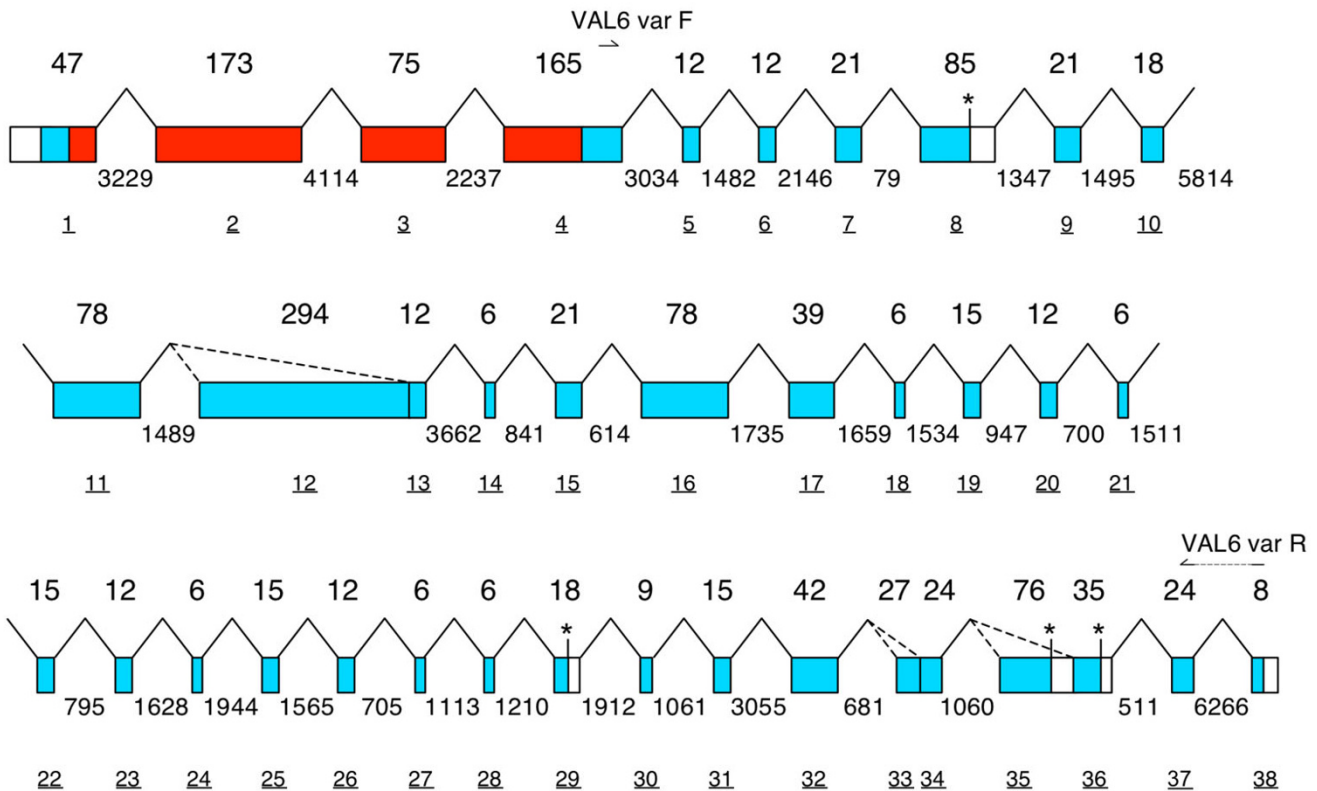 VAL6 var F
47 173 75 165 12 12 21 85 21 18
*
3229 4114 2237 3034 1482 2146 79 1347 1495 5814
1 2 3 4 5 6 7 8 9 10
78 294 12 6 21 78 39 6 15 12 6
1489 3662 841 614 1735 1659 1534 947 700 1511
11 12 13 14 15 16 17 18 19 20 21
VAL6 var R
15 12 6 15 12 6 6 18 9 15 42 27 24 76 35 24 8
* * *
795 1628 1944 1565 705 1113 1210 1912 1061 3055 681 1060 511 6266
22 23 24 25 26 27 28 29 30 31 32 33 34 35 36 37 38